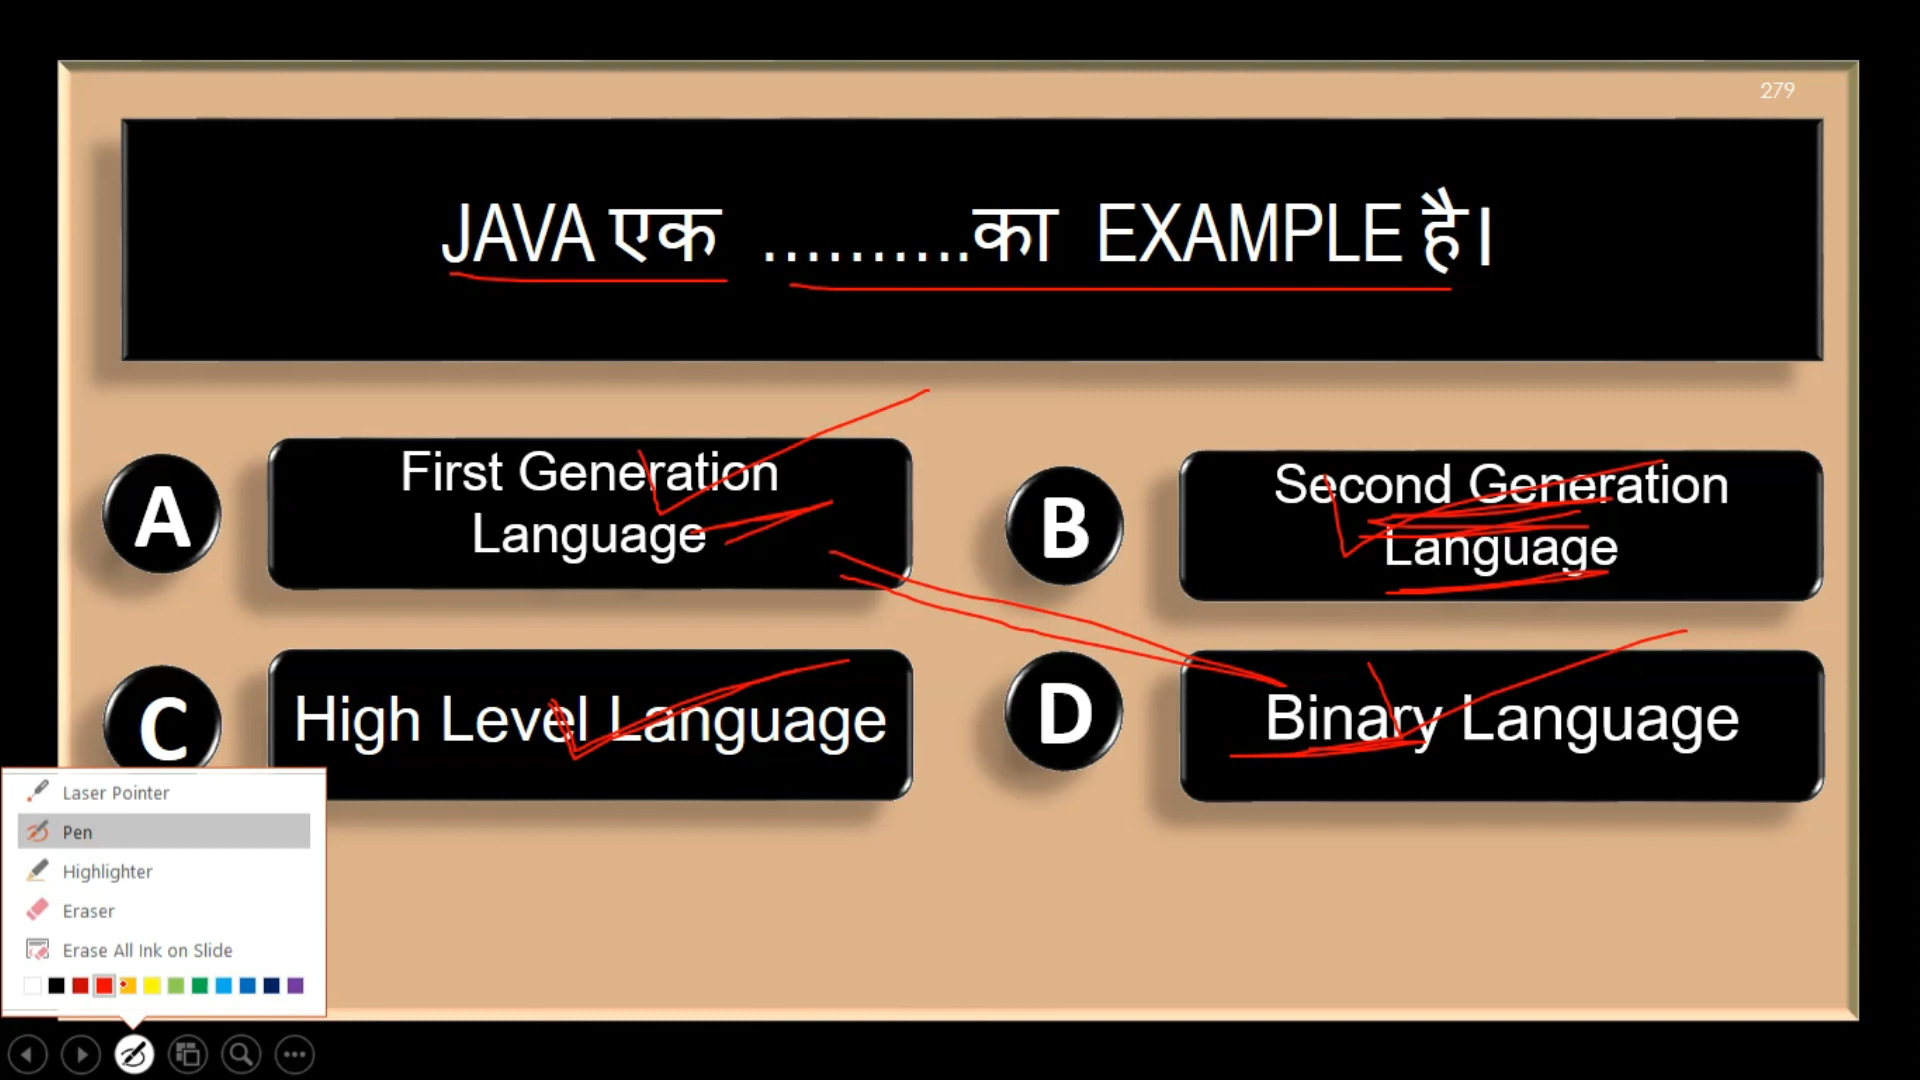 279
JAVA एक ..........का EXAMPLE है।
A
First Generation
Language
B
Second Generation
Language
C
High Level Language
D
Binary Language
Laser Pointer
Pen
Highlighter
Eraser
Erase All Ink on Slide